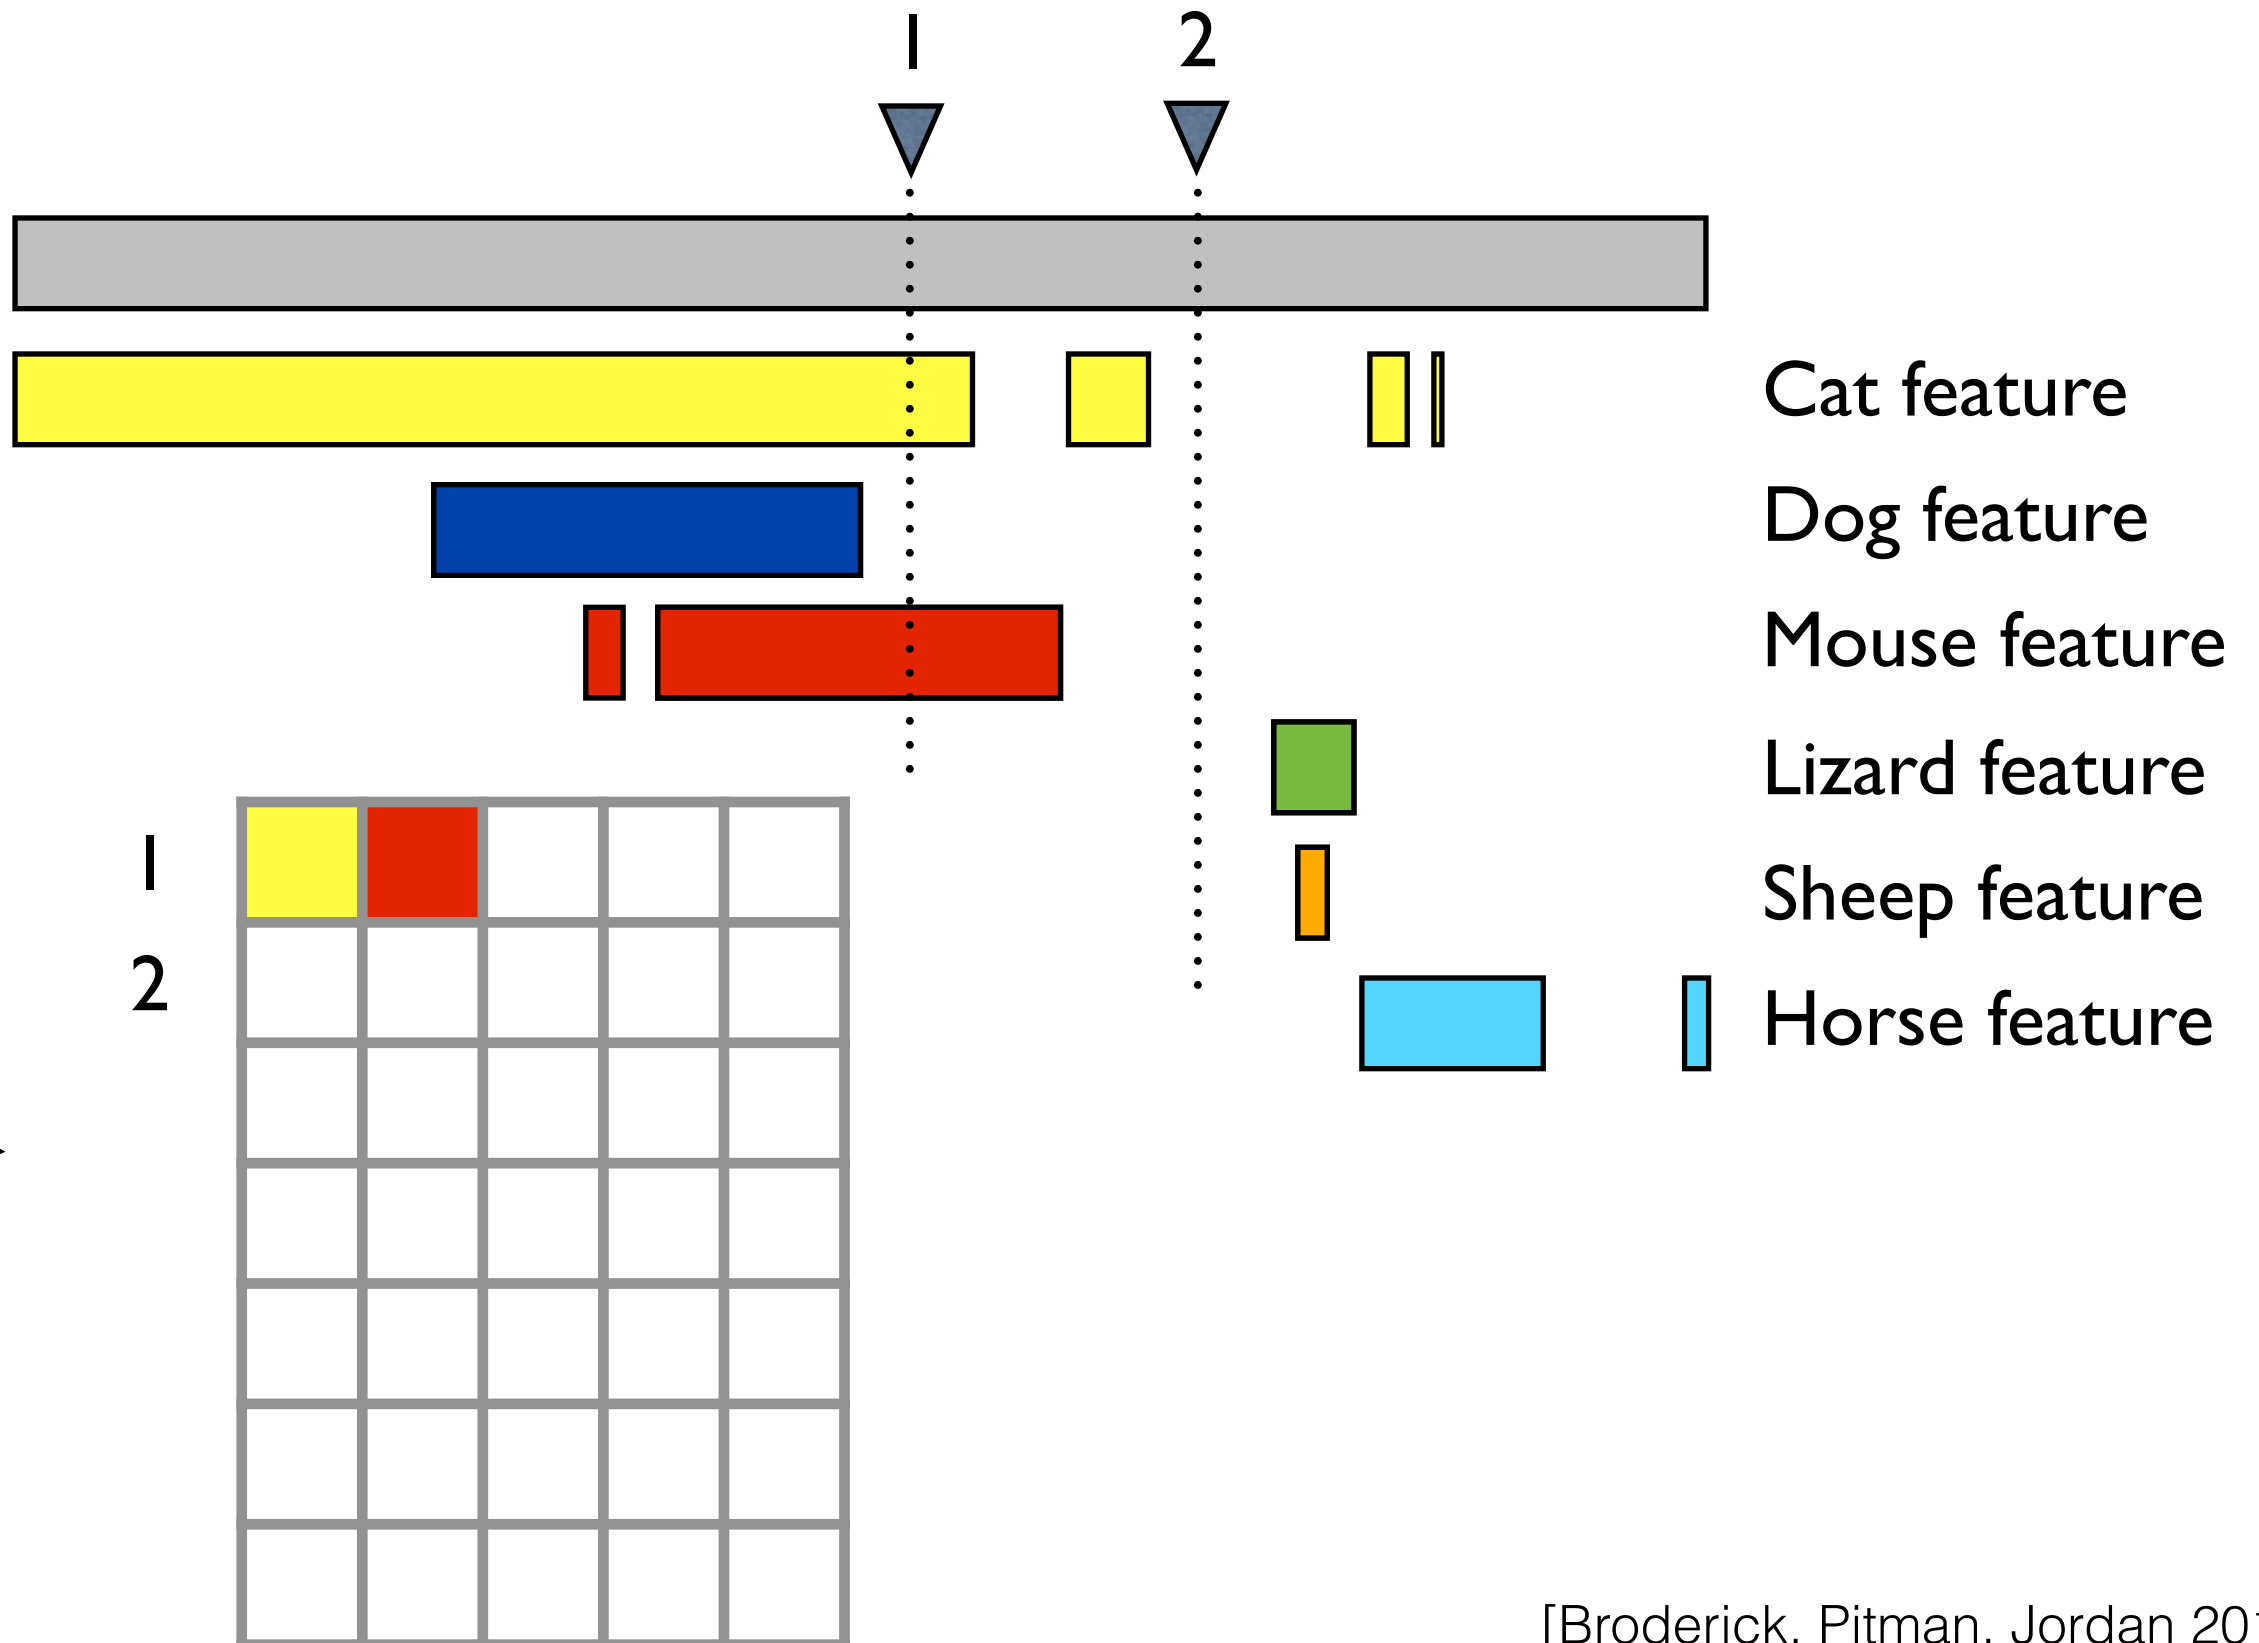 1 2
Cat feature
Dog feature
Mouse feature
Lizard feature
1
Sheep feature
2
Horse feature
[Broderick, Pitman, Jordan